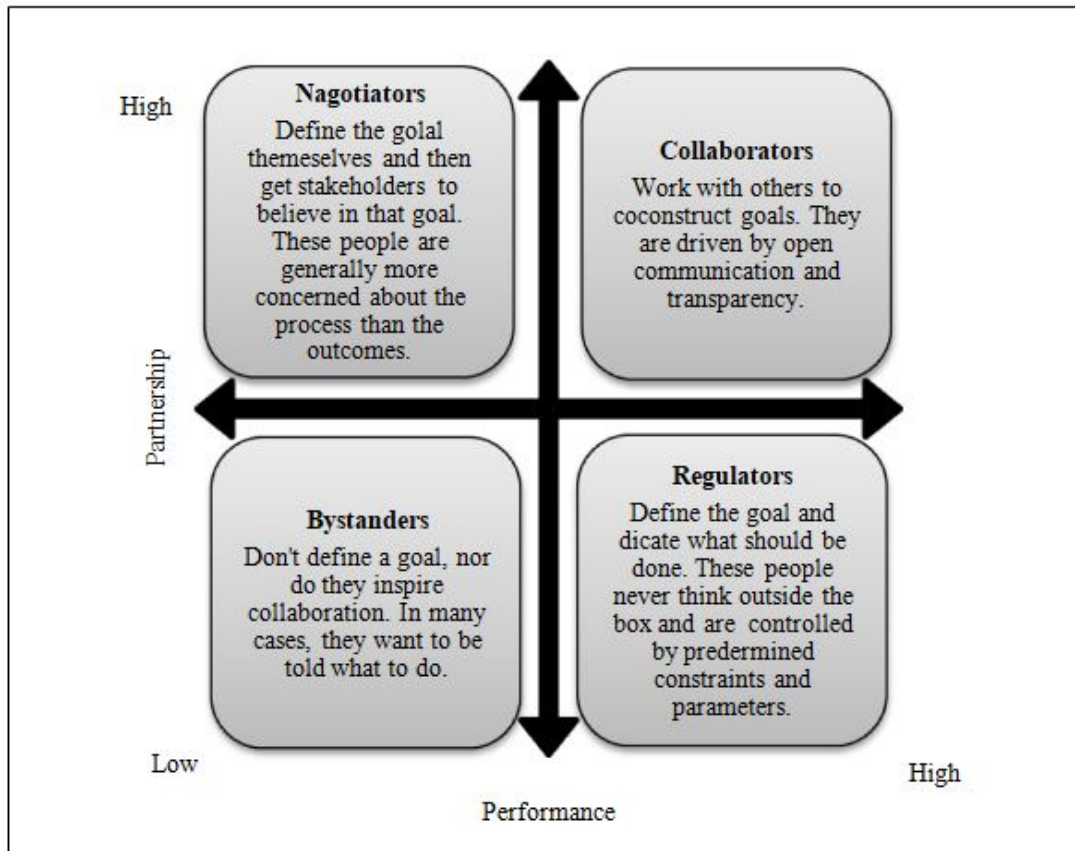 High
Nagotiators
Define the golal
themeselves and then
get stakeholders to
believe in that goal.
These people are
generally more
concerned about the
process than the
outcomes.
Collaborators
Work with others to
coconstruct goals. They
are driven by open
communication and
transparency.
Partnership
Bystanders
Don't define a goal, nor
do they inspire
collaboration. In many
cases, they want to be
told what to do.
Regulators
Define the goal and
dicate what should be
done. These people
never think outside the
box and are controlled
by predermined
constraints and
parameters.
Low
High
Performance